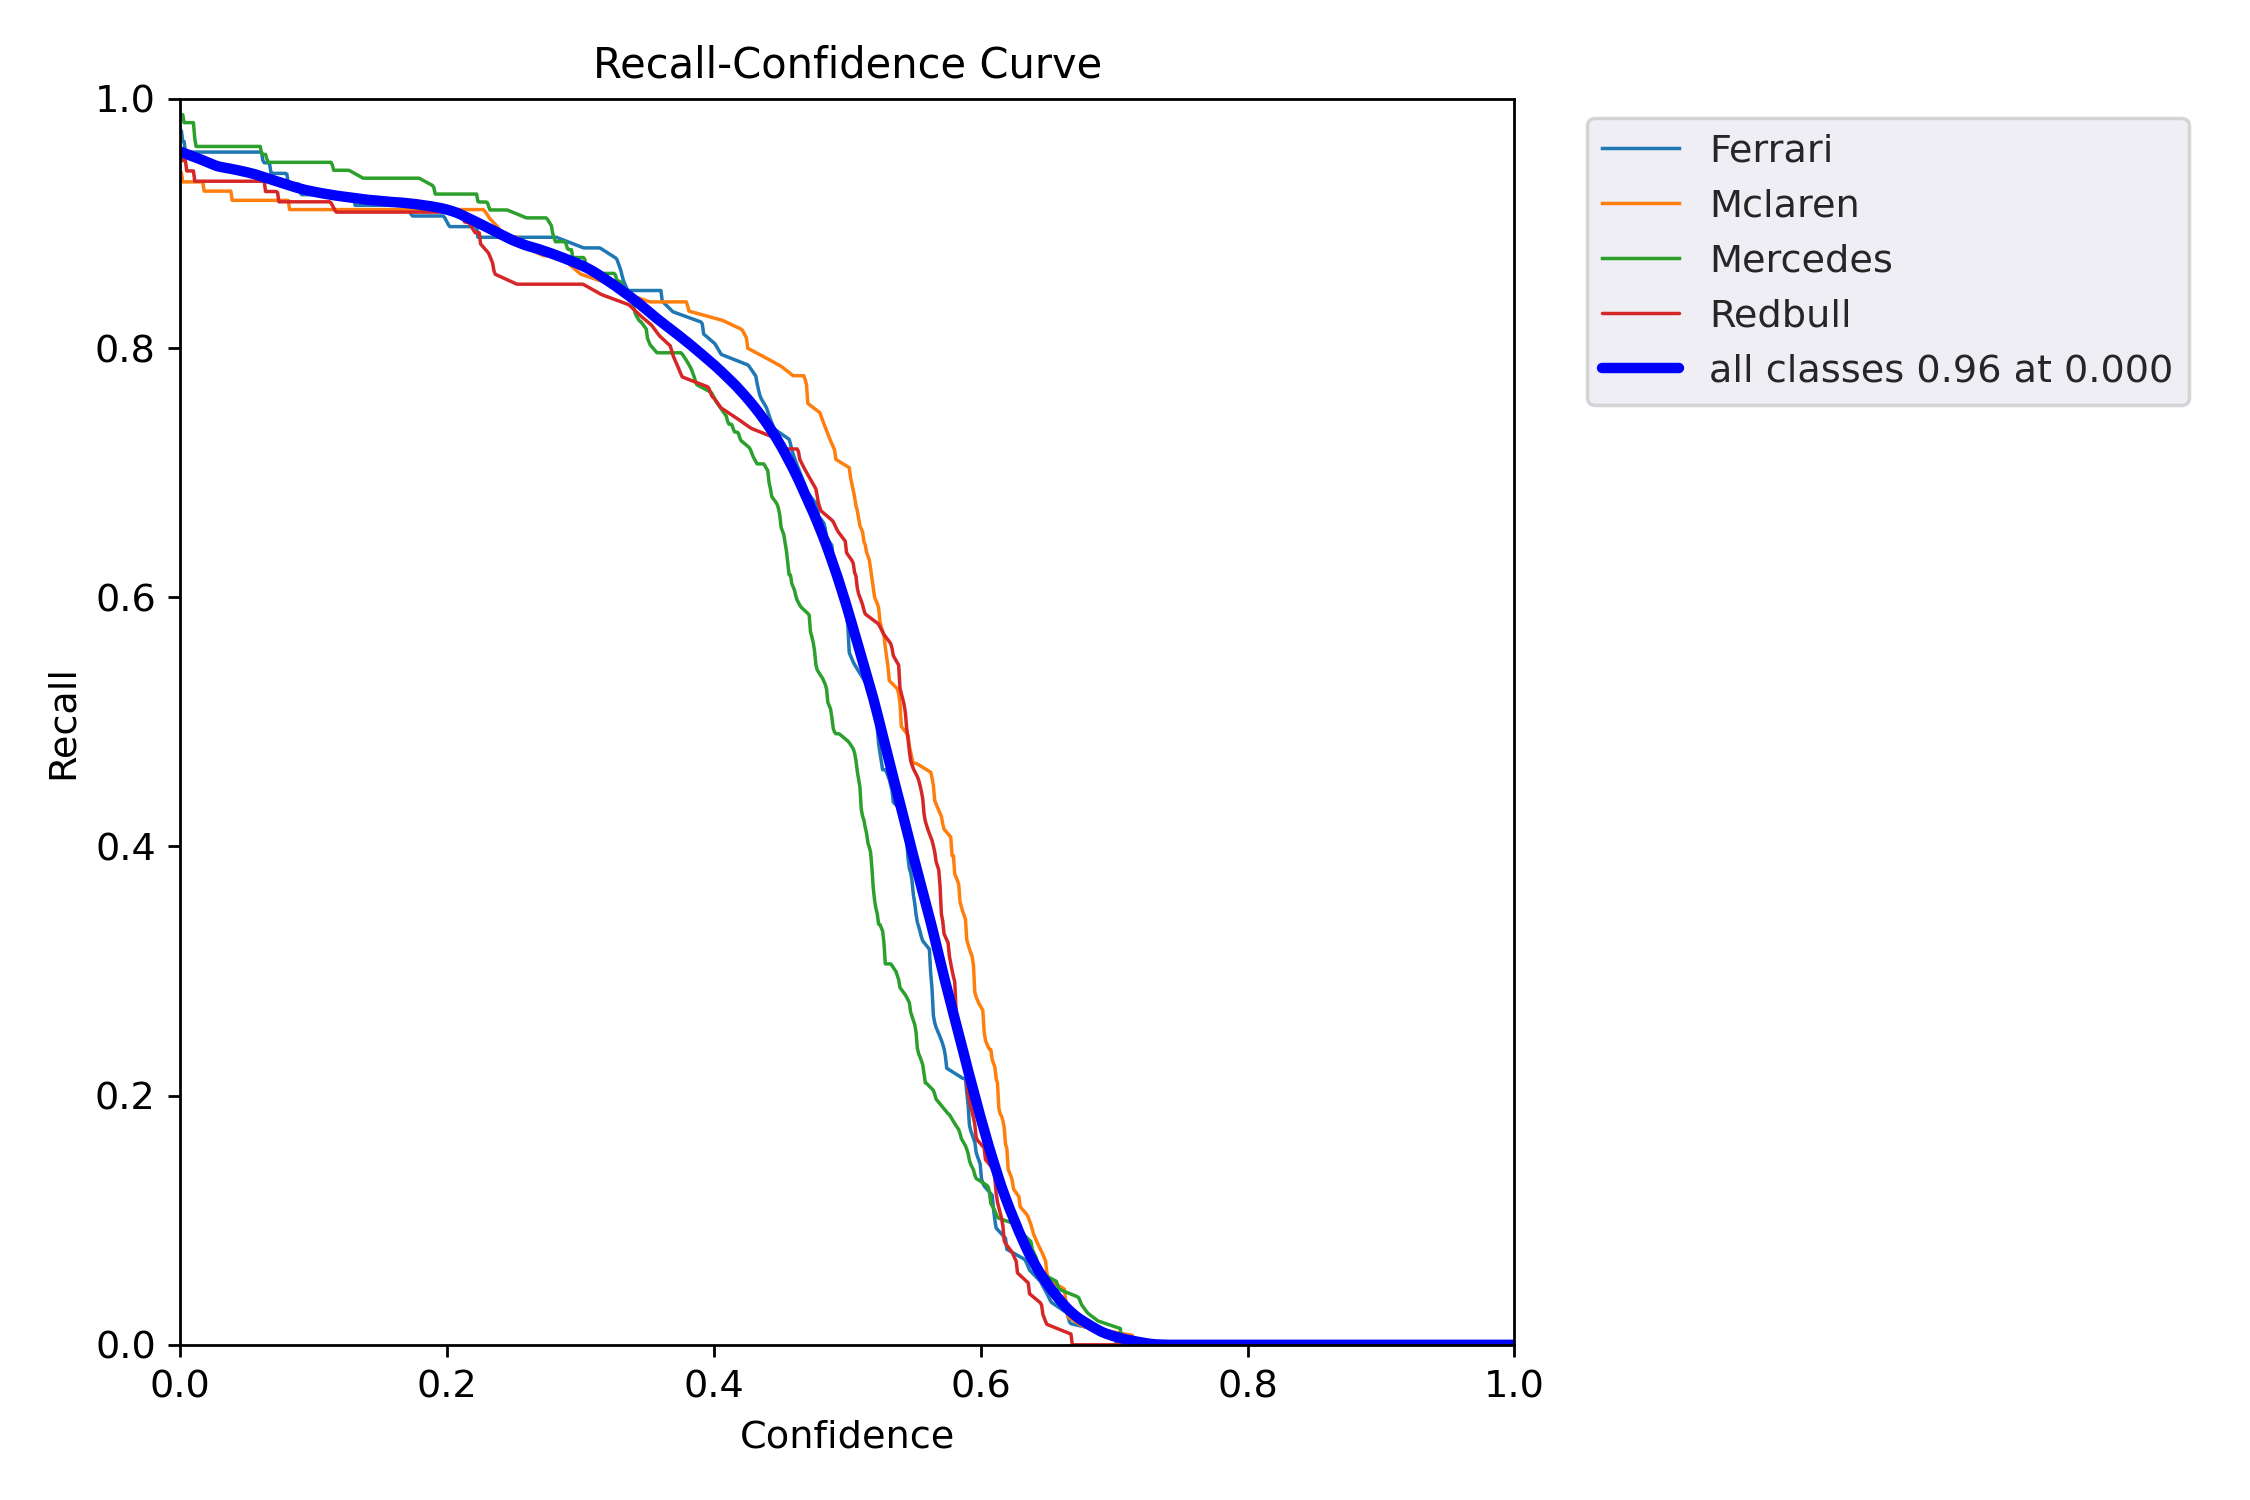 Recall-Confidence Curve
1.0
0.8
0.6
0.4
0.2
0.0
Recall
0.0 0.2 0.4 0.6 0.8 1.0
Confidence
Ferrari
Mclaren
Mercedes
Redbull
all classes 0.96 at 0.000